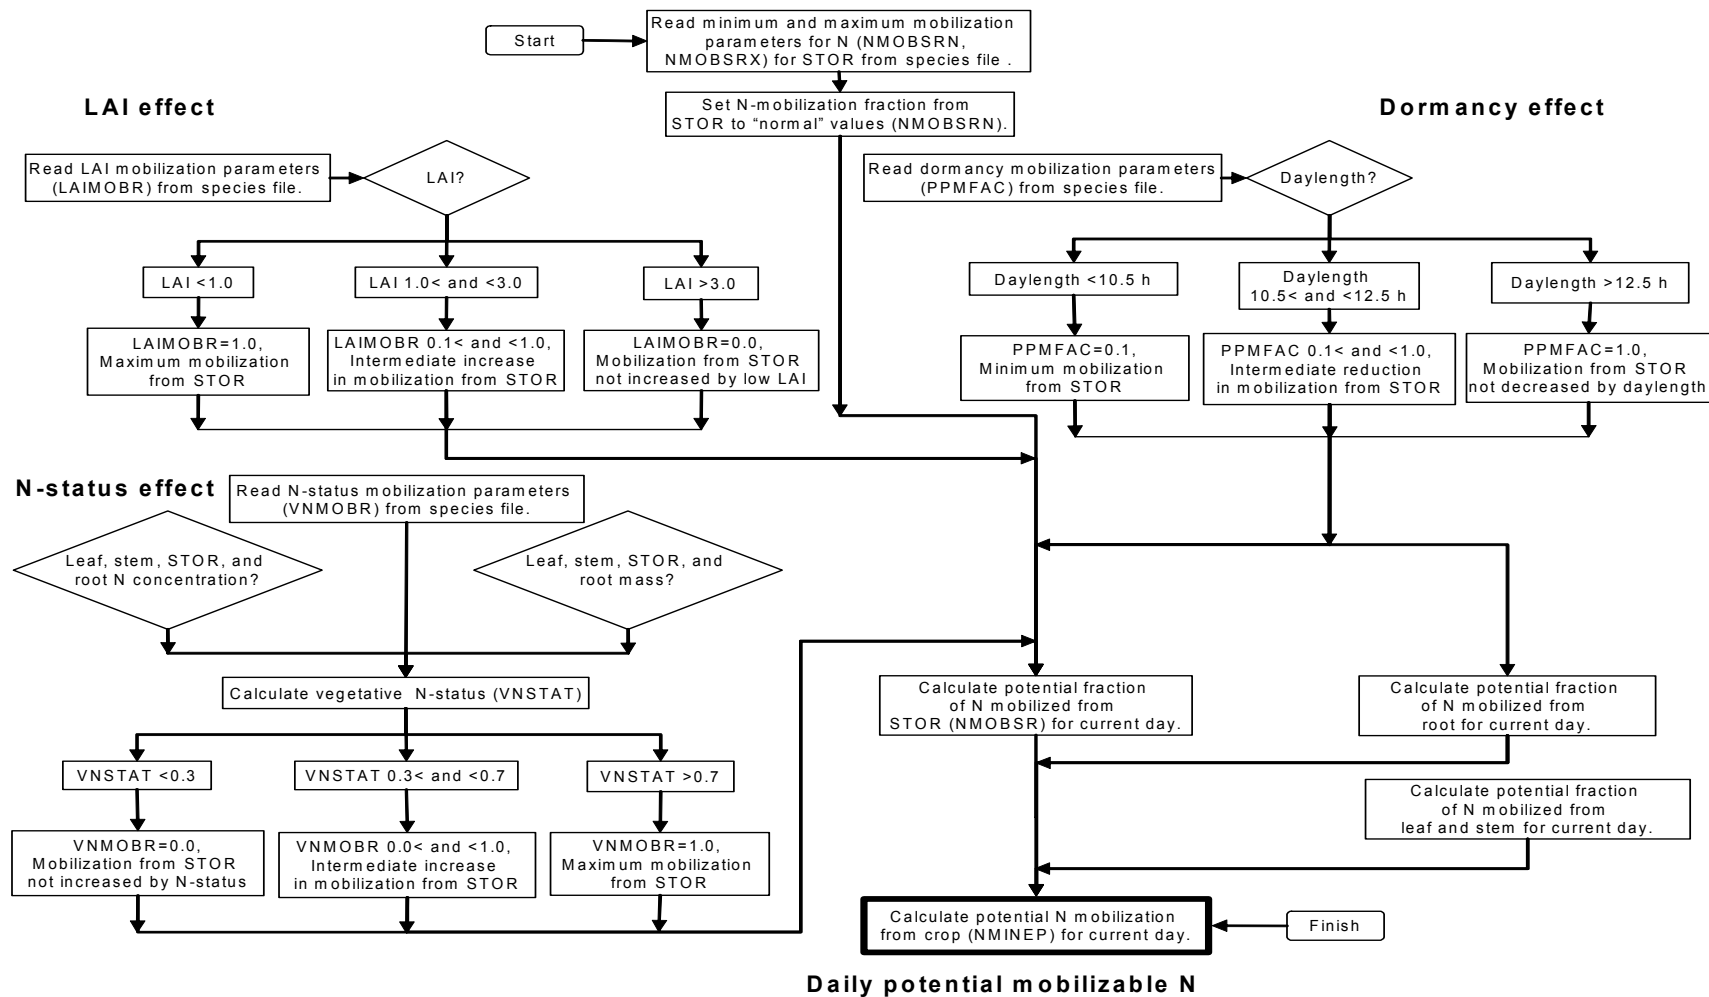 Start
Read minimum and maximum mobilization
parameters for N (NMOBSRN,
NMOBSRX) for STOR from species file .
Set N-mobilization fraction from
STOR to “normal” values (NMOBSRN).
LAI effect
Read LAI mobilization parameters
(LAIMOBR) from species file.
LAI?
LAI <1.0
LAI 1.0< and <3.0
LAI >3.0
LAIMOBR=1.0,
Maximum mobilization
from STOR
LAIMOBR 0.1< and <1.0,
Intermediate increase
in mobilization from STOR
LAIMOBR=0.0,
Mobilization from STOR
not increased by low LAI
Dormancy effect
Read dormancy mobilization parameters
(PPMFAC) from species file.
Daylength?
Daylength <10.5 h
Daylength
10.5< and <12.5 h
Daylength >12.5 h
PPMFAC=0.1,
Minimum mobilization
from STOR
PPMFAC 0.1< and <1.0,
Intermediate reduction
in mobilization from STOR
PPMFAC=1.0,
Mobilization from STOR
not decreased by daylength
N-status effect
Read N-status mobilization parameters
(VNMOBR) from species file.
Leaf, stem, STOR, and
root N concentration?
Leaf, stem, STOR, and
root mass?
Calculate vegetative N-status (VNSTAT)
VNSTAT <0.3
VNSTAT 0.3< and <0.7
VNSTAT >0.7
VNMOBR=0.0,
Mobilization from STOR
not increased by N-status
VNMOBR 0.0< and <1.0,
Intermediate increase
in mobilization from STOR
VNMOBR=1.0,
Maximum mobilization
from STOR
Calculate potential fraction
of N mobilized from
STOR (NMOBSR) for current day.
Calculate potential fraction
of N mobilized from
root for current day.
Calculate potential fraction
of N mobilized from
leaf and stem for current day.
Calculate potential N mobilization
from crop (NMINEP) for current day.
Finish
Daily potential mobilizable N